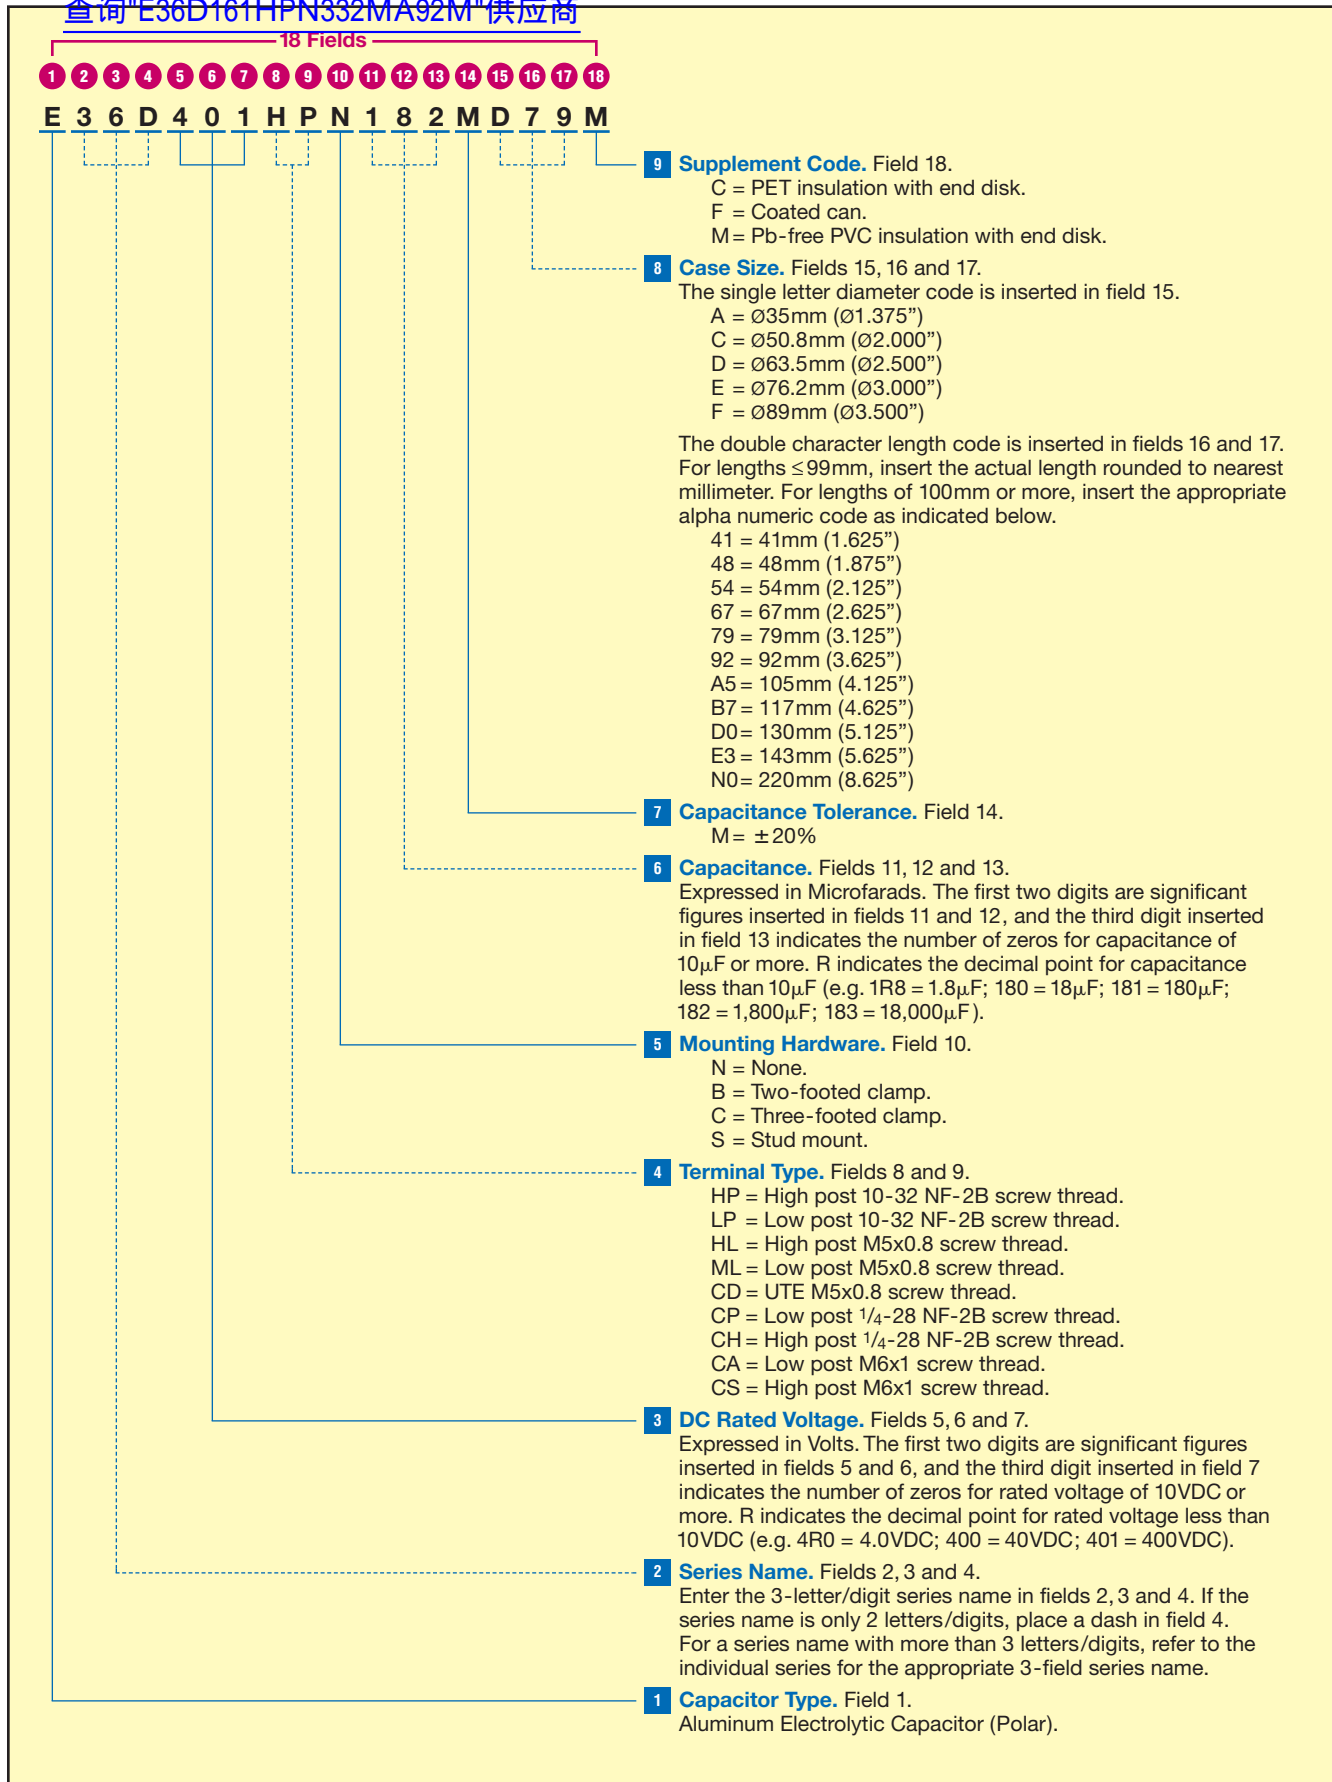 查询"E36D161HPN332MA92M"供应商
18 Fields
1 2 3 4 5 6 7 8 9 10 11 12 13 14 15 16 17 18
E 3 6 D 4 0 1 H P N 1 8 2 M D 7 9 M
9 Supplement Code. Field 18.
C = PET insulation with end disk.
F = Coated can.
M = Pb-free PVC insulation with end disk.
8 Case Size. Fields 15, 16 and 17.
The single letter diameter code is inserted in field 15.
A = Ø35mm (Ø1.375”)
C = Ø50.8mm (Ø2.000”)
D = Ø63.5mm (Ø2.500”)
E = Ø76.2mm (Ø3.000”)
F = Ø89mm (Ø3.500”)
The double character length code is inserted in fields 16 and 17.
For lengths ≤99mm, insert the actual length rounded to nearest
millimeter. For lengths of 100mm or more, insert the appropriate
alpha numeric code as indicated below.
41 = 41mm (1.625”)
48 = 48mm (1.875”)
54 = 54mm (2.125”)
67 = 67mm (2.625”)
79 = 79mm (3.125”)
92 = 92mm (3.625”)
A5 = 105mm (4.125”)
B7 = 117mm (4.625”)
D0 = 130mm (5.125”)
E3 = 143mm (5.625”)
N0 = 220mm (8.625”)
7 Capacitance Tolerance. Field 14.
M = ±20%
6 Capacitance. Fields 11, 12 and 13.
Expressed in Microfarads. The first two digits are significant
figures inserted in fields 11 and 12, and the third digit inserted
in field 13 indicates the number of zeros for capacitance of
10µF or more. R indicates the decimal point for capacitance
less than 10µF (e.g. 1R8 = 1.8µF; 180 = 18µF; 181 = 180µF;
182 = 1,800µF; 183 = 18,000µF).
5 Mounting Hardware. Field 10.
N = None.
B = Two-footed clamp.
C = Three-footed clamp.
S = Stud mount.
4 Terminal Type. Fields 8 and 9.
HP = High post 10-32 NF-2B screw thread.
LP = Low post 10-32 NF-2B screw thread.
HL = High post M5x0.8 screw thread.
ML = Low post M5x0.8 screw thread.
CD = UTE M5x0.8 screw thread.
CP = Low post 1/4-28 NF-2B screw thread.
CH = High post 1/4-28 NF-2B screw thread.
CA = Low post M6x1 screw thread.
CS = High post M6x1 screw thread.
3 DC Rated Voltage. Fields 5, 6 and 7.
Expressed in Volts. The first two digits are significant figures
inserted in fields 5 and 6, and the third digit inserted in field 7
indicates the number of zeros for rated voltage of 10VDC or
more. R indicates the decimal point for rated voltage less than
10VDC (e.g. 4R0 = 4.0VDC; 400 = 40VDC; 401 = 400VDC).
2 Series Name. Fields 2, 3 and 4.
Enter the 3-letter/digit series name in fields 2, 3 and 4. If the
series name is only 2 letters/digits, place a dash in field 4.
For a series name with more than 3 letters/digits, refer to the
individual series for the appropriate 3-field series name.
1 Capacitor Type. Field 1.
Aluminum Electrolytic Capacitor (Polar).